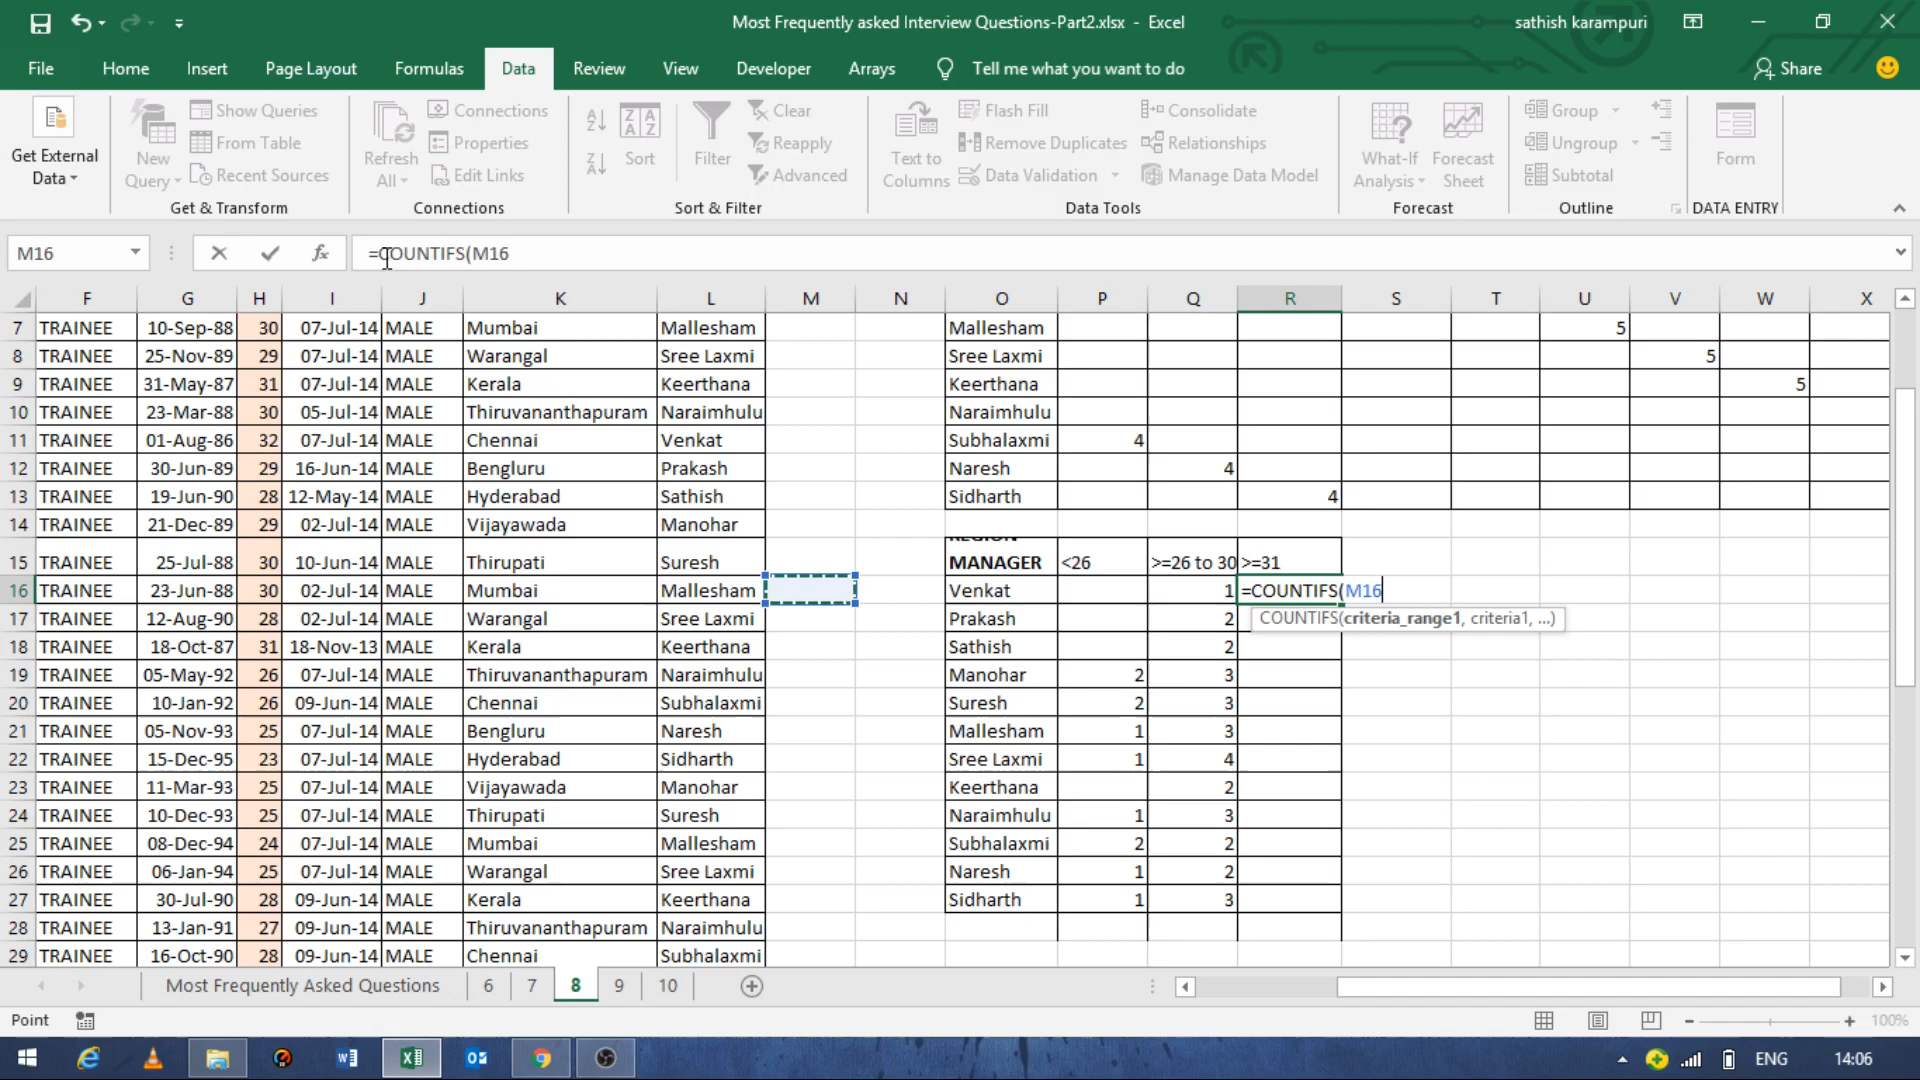 Most Frequently asked Interview Questions-Part2.xlsx - Excel
sathish karampuri
File Home Insert Page Layout Formulas Data Review View Developer Arrays Tell me what you want to do Share
Get External Data
New Query
Show Queries
From Table
Recent Sources
Get & Transform
Refresh All
Connections
Properties
Edit Links
Connections
Sort
Filter
Clear
Reapply
Advanced
Sort & Filter
Text to Columns
Flash Fill
Remove Duplicates
Data Validation
Consolidate
Relationships
Manage Data Model
Data Tools
What-If Analysis
Forecast Sheet
Forecast
Group
Ungroup
Subtotal
Outline
Form
DATA ENTRY
M16 fx =COUNTIFS(M16
F G H I J K L M N O P Q R S T U V W X
7 TRAINEE 10-Sep-88 30 07-Jul-14 MALE Mumbai Mallesham Mallesham 5
8 TRAINEE 25-Nov-89 29 07-Jul-14 MALE Warangal Sree Laxmi Sree Laxmi 5
9 TRAINEE 31-May-87 31 07-Jul-14 MALE Kerala Keerthana Keerthana 5
10 TRAINEE 23-Mar-88 30 05-Jul-14 MALE Thiruvananthapuram Naraimhulu Naraimhulu
11 TRAINEE 01-Aug-86 32 07-Jul-14 MALE Chennai Venkat Subhalaxmi 4
12 TRAINEE 30-Jun-89 29 16-Jun-14 MALE Bengluru Prakash Naresh 4
13 TRAINEE 19-Jun-90 28 12-May-14 MALE Hyderabad Sathish Sidharth 4
14 TRAINEE 21-Dec-89 29 02-Jul-14 MALE Vijayawada Manohar
15 TRAINEE 25-Jul-88 30 10-Jun-14 MALE Thirupati Suresh REGION MANAGER <26 >=26 to 30 >=31
16 TRAINEE 23-Jun-88 30 02-Jul-14 MALE Mumbai Mallesham Venkat 1 =COUNTIFS(M16
COUNTIFS(criteria_range1, criteria1, ...)
17 TRAINEE 12-Aug-90 28 02-Jul-14 MALE Warangal Sree Laxmi Prakash 2
18 TRAINEE 18-Oct-87 31 18-Nov-13 MALE Kerala Keerthana Sathish 2
19 TRAINEE 05-May-92 26 07-Jul-14 MALE Thiruvananthapuram Naraimhulu Manohar 2 3
20 TRAINEE 10-Jan-92 26 09-Jun-14 MALE Chennai Subhalaxmi Suresh 2 3
21 TRAINEE 05-Nov-93 25 07-Jul-14 MALE Bengluru Naresh Mallesham 1 3
22 TRAINEE 15-Dec-95 23 07-Jul-14 MALE Hyderabad Sidharth Sree Laxmi 1 4
23 TRAINEE 11-Mar-93 25 07-Jul-14 MALE Vijayawada Manohar Keerthana 2
24 TRAINEE 10-Dec-93 25 07-Jul-14 MALE Thirupati Suresh Naraimhulu 1 3
25 TRAINEE 08-Dec-94 24 07-Jul-14 MALE Mumbai Mallesham Subhalaxmi 2 2
26 TRAINEE 06-Jan-94 25 07-Jul-14 MALE Warangal Sree Laxmi Naresh 1 2
27 TRAINEE 30-Jul-90 28 09-Jun-14 MALE Kerala Keerthana Sidharth 1 3
28 TRAINEE 13-Jan-91 27 09-Jun-14 MALE Thiruvananthapuram Naraimhulu
29 TRAINEE 16-Oct-90 28 09-Jun-14 MALE Chennai Subhalaxmi
Most Frequently Asked Questions 6 7 8 9 10
Point 100%
ENG 14:06